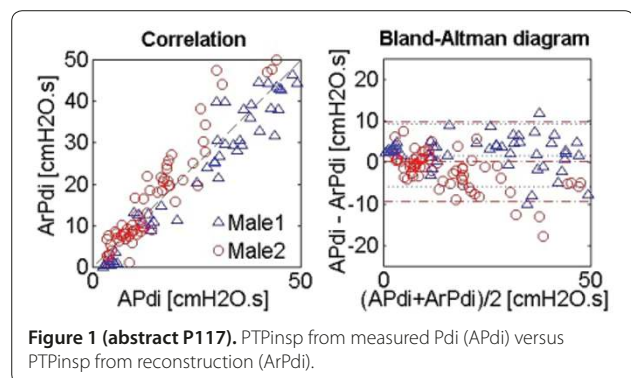 Correlation
50
40
30
20
10
0
ArPdi [cmH2O.s]
0
50
APdi [cmH2O.s]
Male1
Male2
Bland-Altman diagram
20
10
0
-10
-20
APdi - ArPdi [cmH2O.s]
0
50
(APdi+ArPdi)/2 [cmH2O.s]
Figure 1 (abstract P117). PTPinsp from measured Pdi (APdi) versus
PTPinsp from reconstruction (ArPdi).